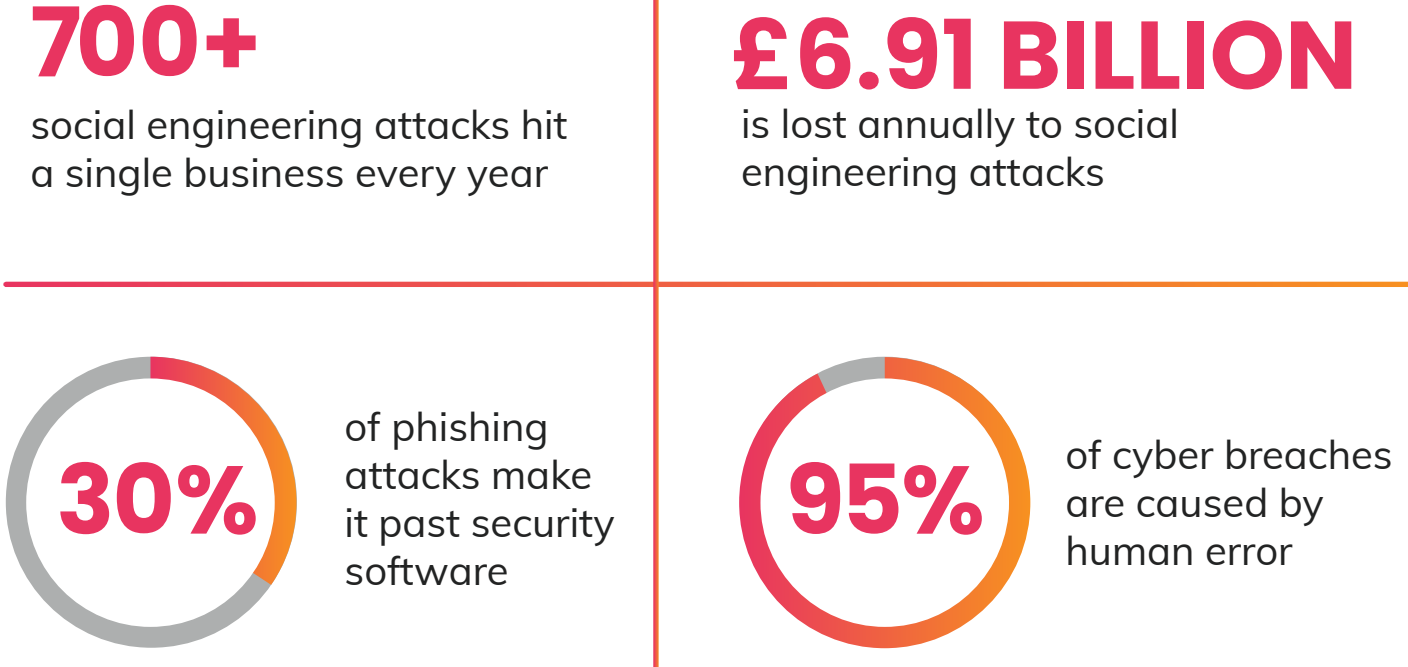 700+
social engineering attacks hit
a single business every year
£6.91 BILLION
is lost annually to social
engineering attacks
30%
of phishing
attacks make
it past security
software
95%
of cyber breaches
are caused by
human error